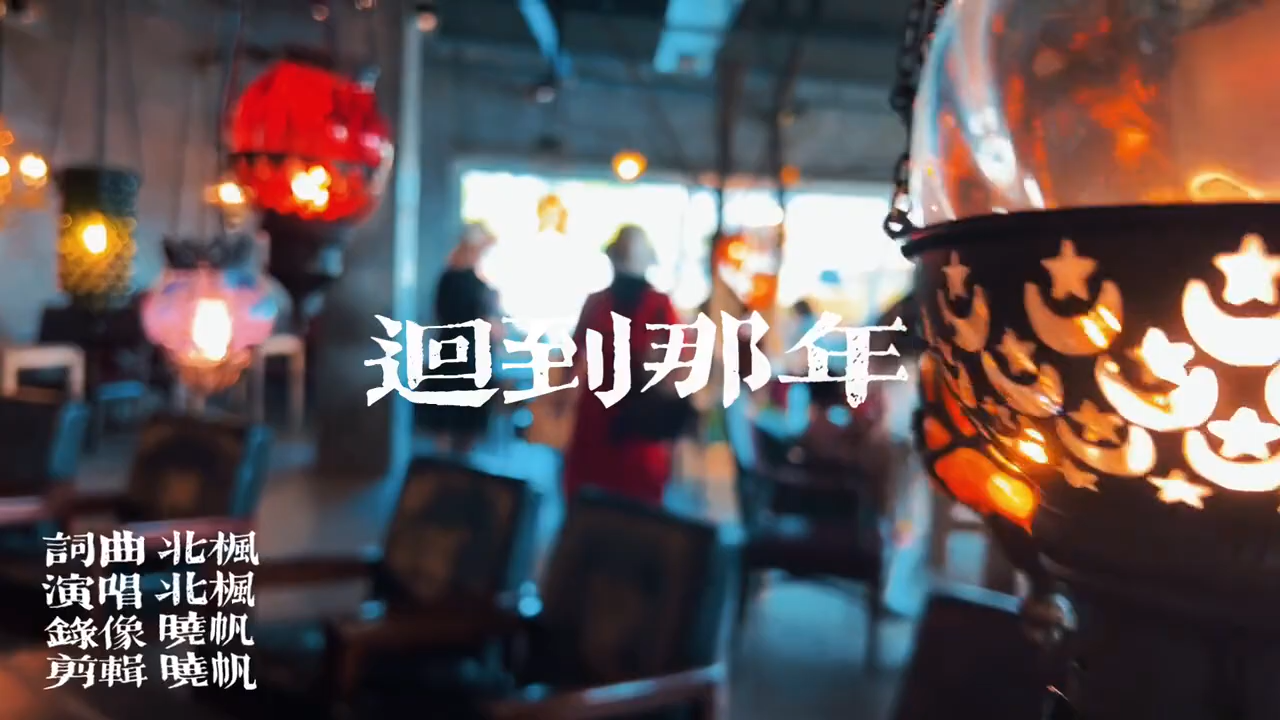 迴到那年
詞曲 北楓
演唱 北楓
錄像 曉帆
剪輯 曉帆